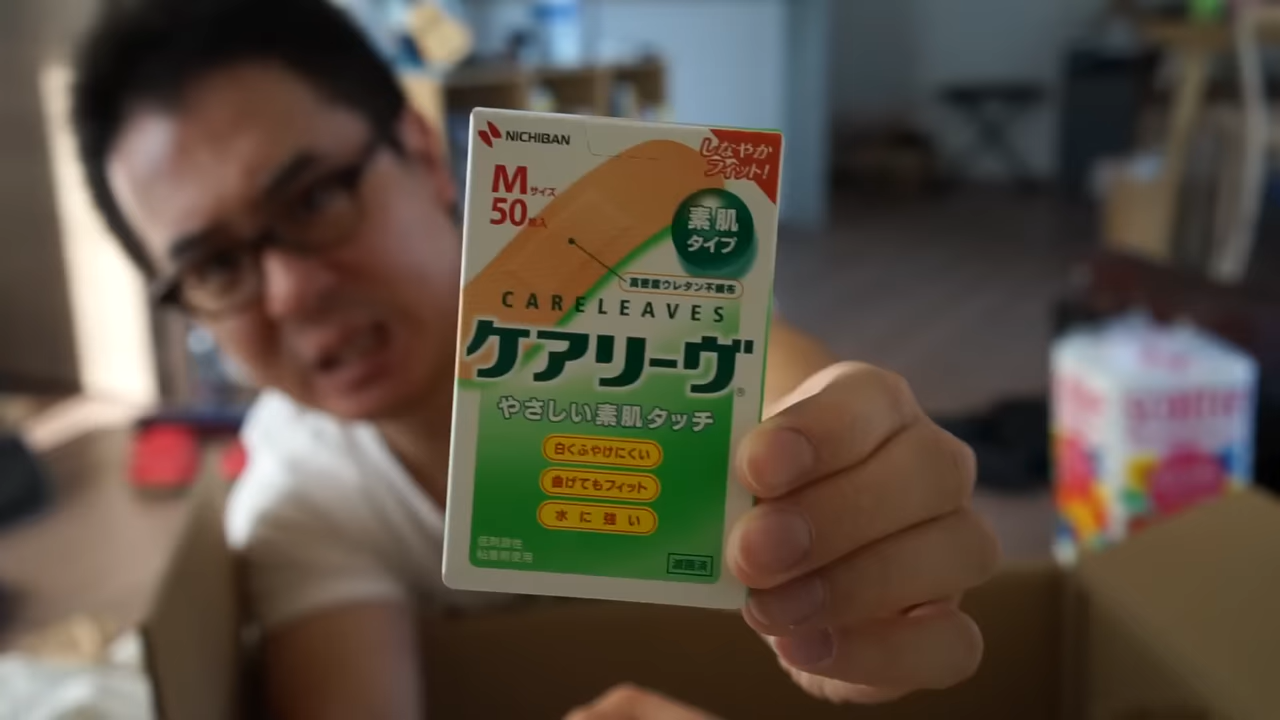 NICHIBAN
しなやか
フィット!
Mサイズ
50枚入
素肌
タイプ
高密度ウレタン不織布
CARELEAVES
ケアリーヴ®
やさしい素肌タッチ
白くふやけにくい
曲げてもフィット
水に強い
低刺激性
粘着剤使用
滅菌済